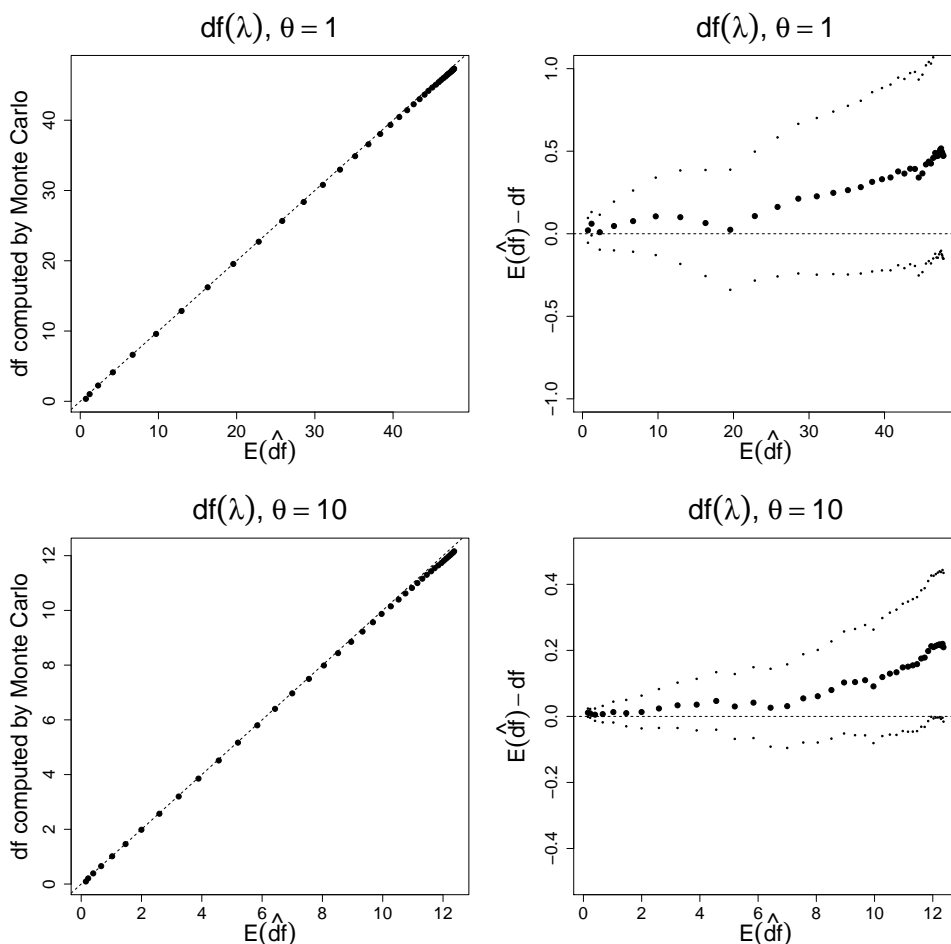 df(λ), θ = 1
df computed by Monte Carlo
0 10 20 30 40
0 10 20 30 40
E(d̂f)
df(λ), θ = 1
E(d̂f) − df
−1.0 −0.5 0.0 0.5 1.0
0 10 20 30 40
E(d̂f)
df(λ), θ = 10
df computed by Monte Carlo
0 2 4 6 8 10 12
0 2 4 6 8 10 12
E(d̂f)
df(λ), θ = 10
E(d̂f) − df
−0.4 −0.2 0.0 0.2 0.4
0 2 4 6 8 10 12
E(d̂f)